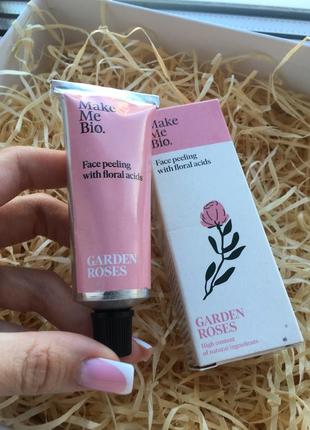 Make
Me
Bio.
Face peeling
with floral acids
GARDEN
ROSES
Make
Me
Bio.
Face peeling
with floral acids
GARDEN
ROSES
High content
of natural ingredients